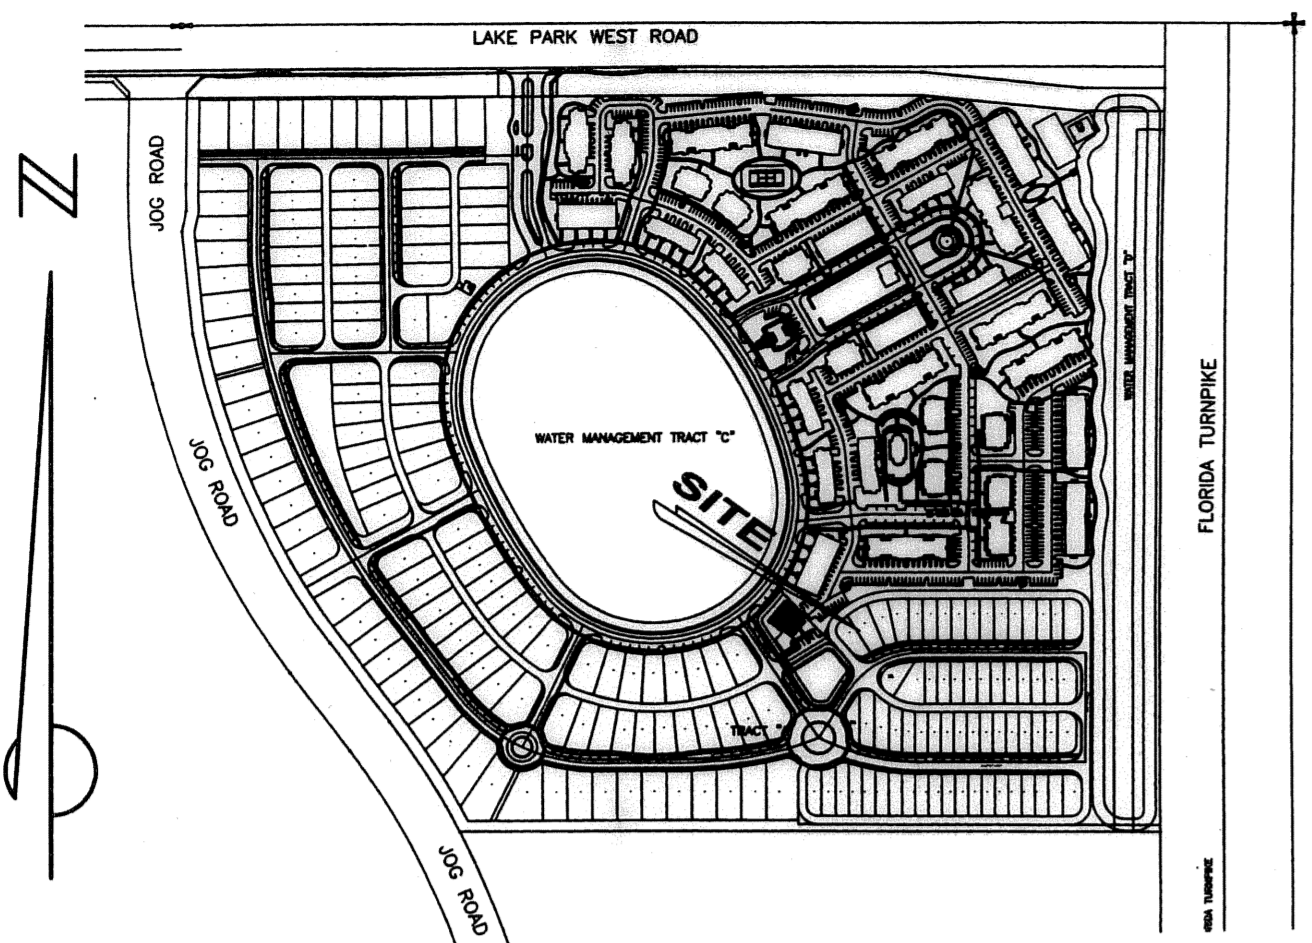 LAKE PARK WEST ROAD
JOG ROAD
N
WATER MANAGEMENT TRACT "D"
JOG ROAD
WATER MANAGEMENT TRACT "C"
FLORIDA TURNPIKE
SITE
TRACT "
JOG ROAD
TURNPIKE